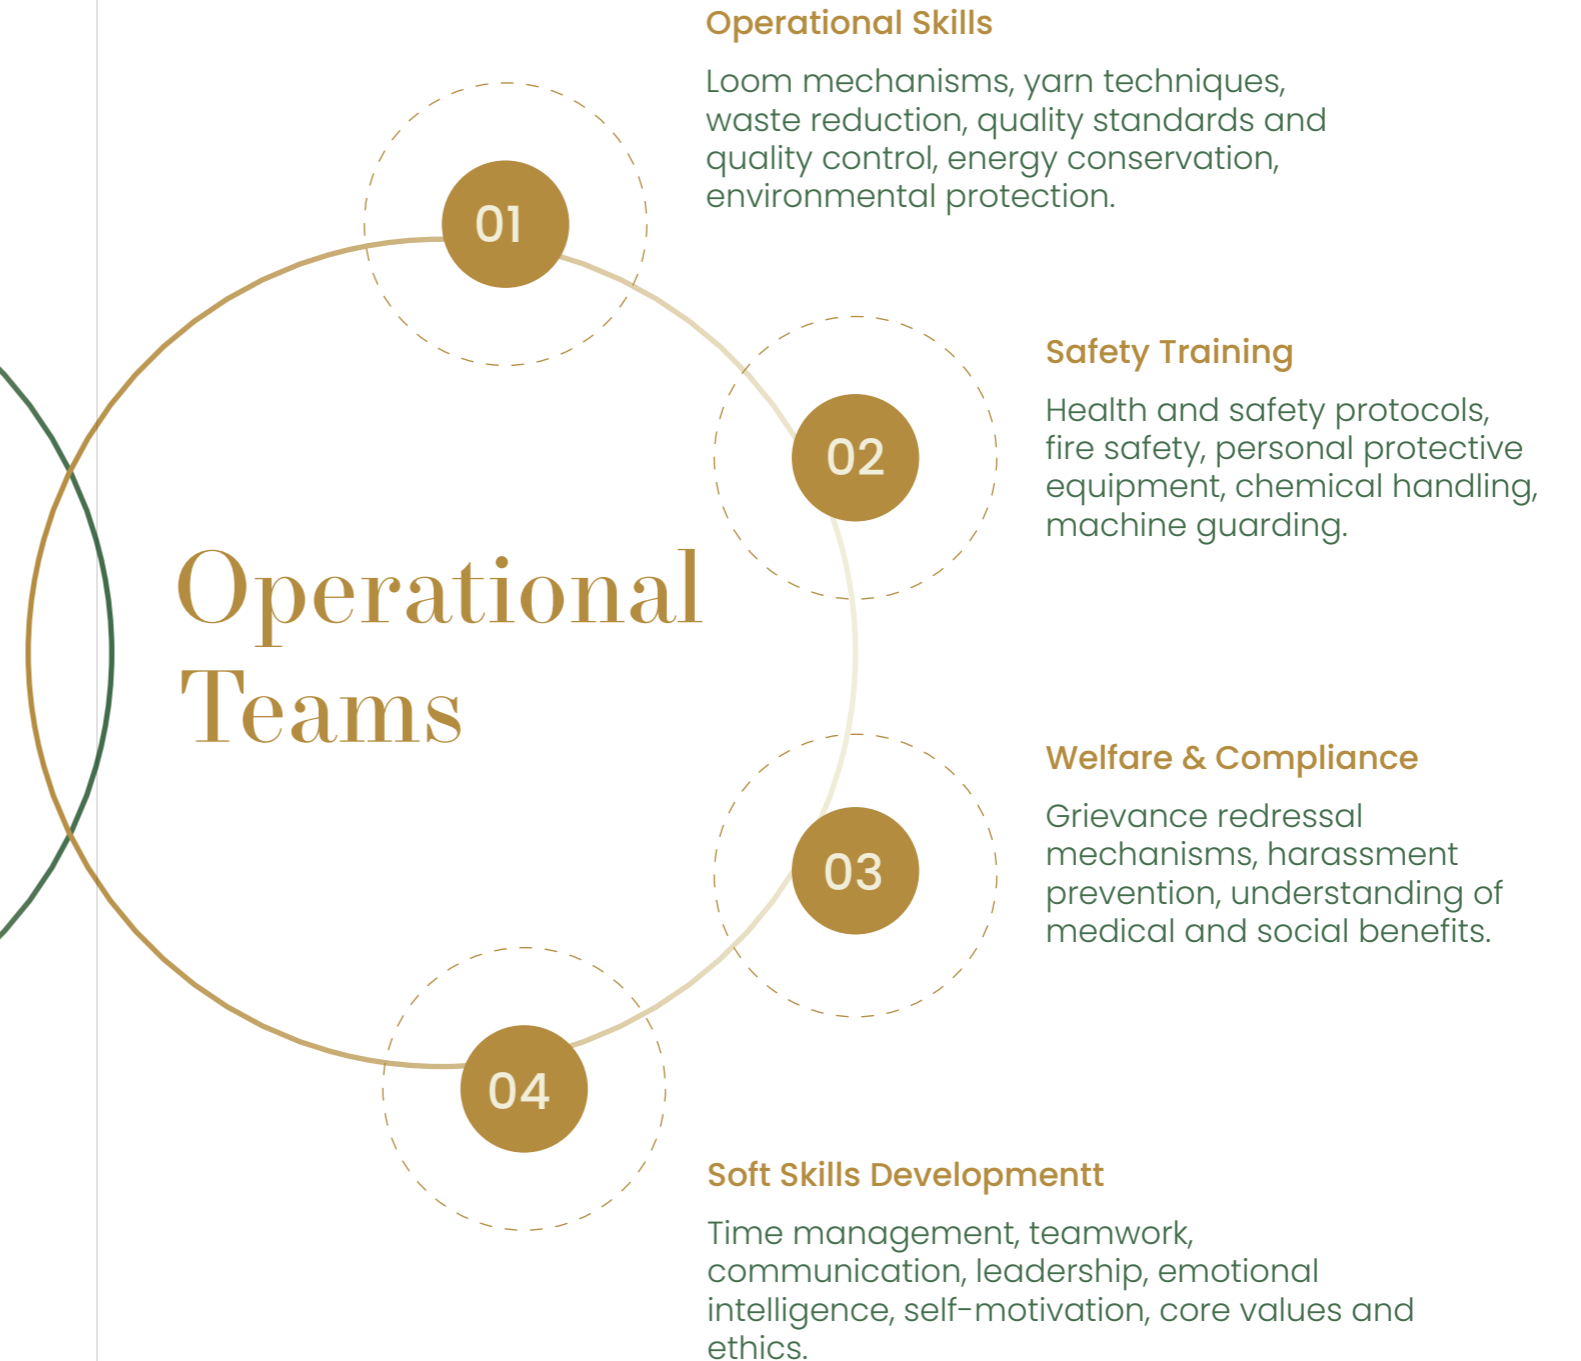 Operational Skills
Loom mechanisms, yarn techniques,
waste reduction, quality standards and
quality control, energy conservation,
environmental protection.
01
Safety Training
Health and safety protocols,
fire safety, personal protective
equipment, chemical handling,
machine guarding.
02
Operational
Teams
Welfare & Compliance
Grievance redressal
mechanisms, harassment
prevention, understanding of
medical and social benefits.
03
04
Soft Skills Developmentt
Time management, teamwork,
communication, leadership, emotional
intelligence, self-motivation, core values and
ethics.